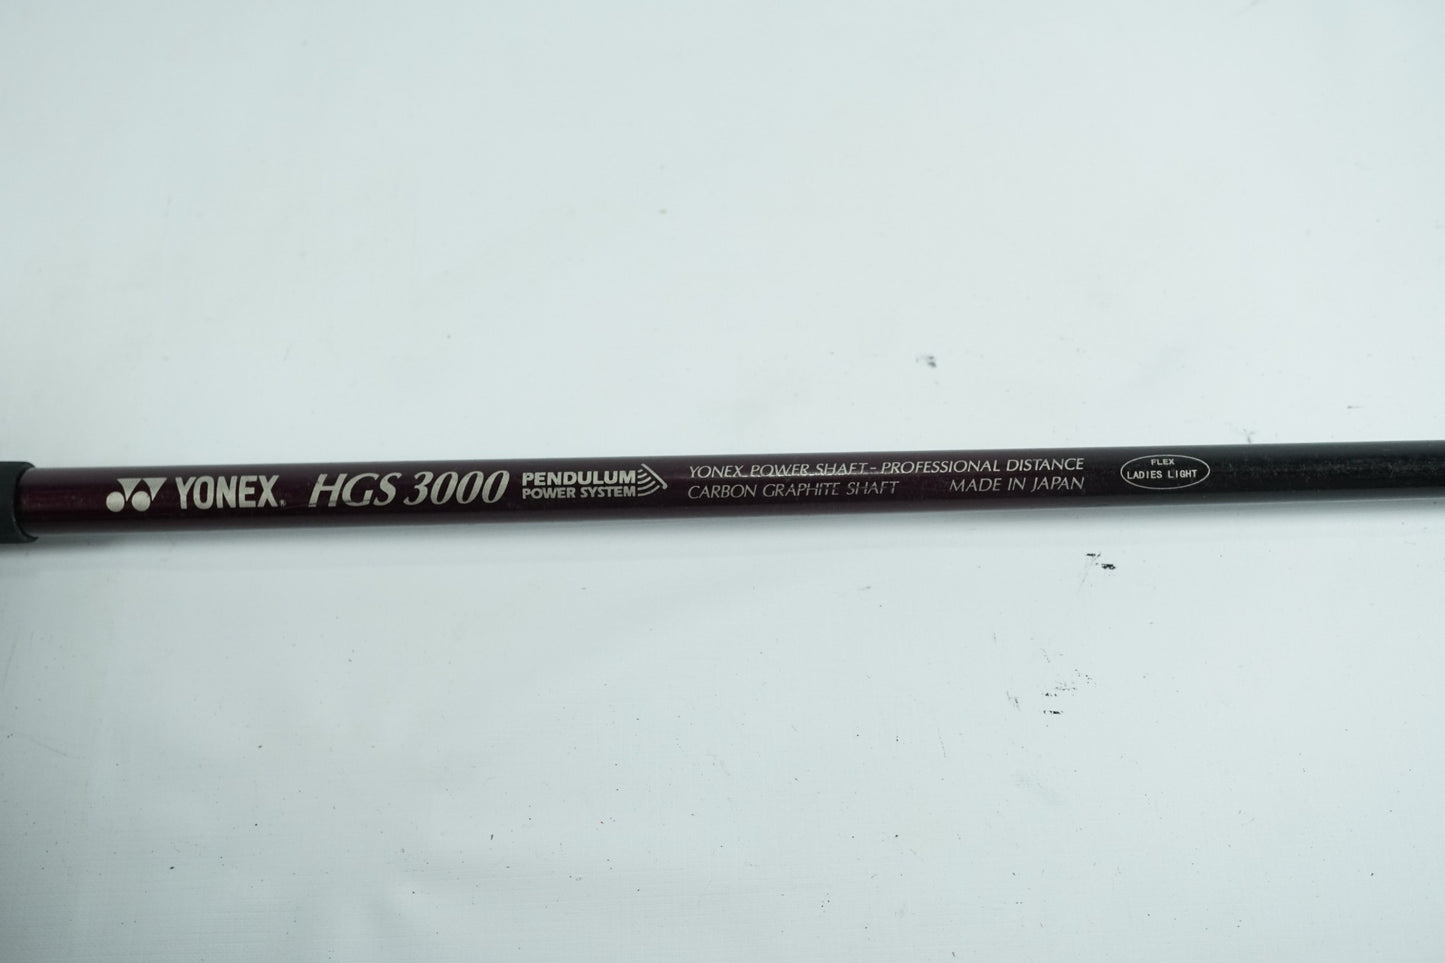 YONEX. HGS 3000
PENDULUM
POWER SYSTEM
YONEX POWER SHAFT - PROFESSIONAL DISTANCE
CARBON GRAPHITE SHAFT MADE IN JAPAN
FLEX
LADIES LIGHT